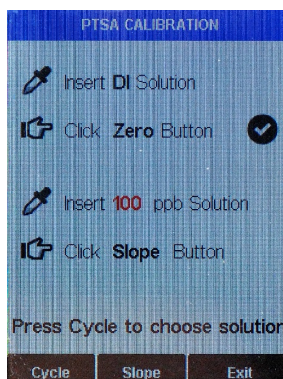 PTSA CALIBRATION
Insert DI Solution
Click Zero Button
Insert 100 ppb Solution
Click Slope Button
Press Cycle to choose solution
Cycle Slope Exit